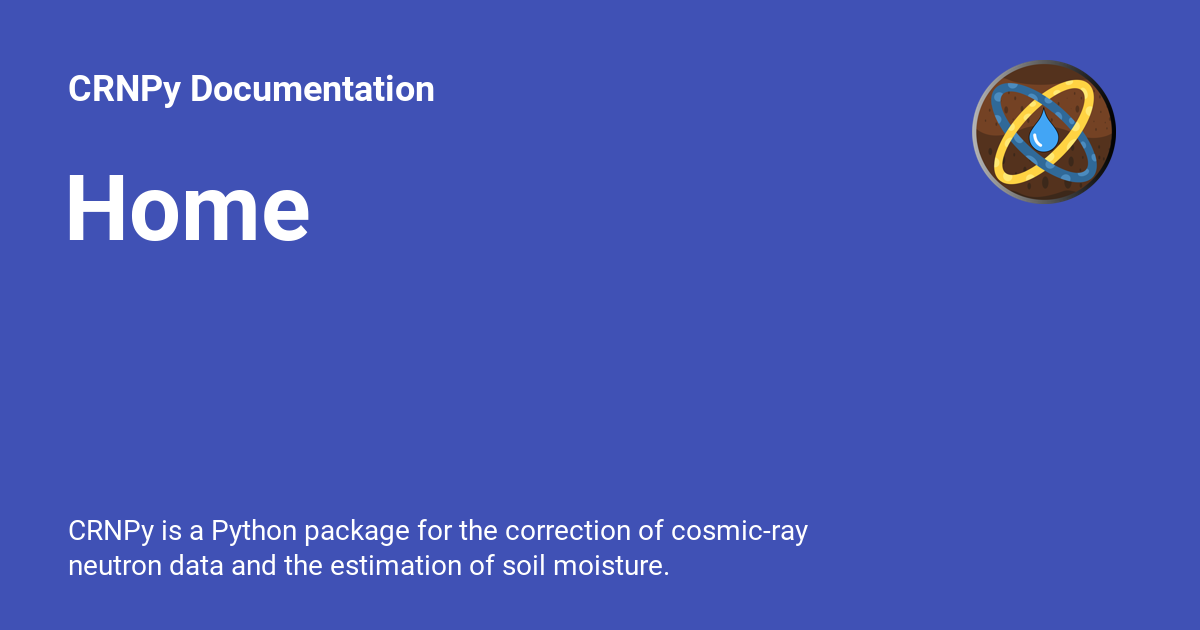 CRNPy Documentation
Home
CRNPy is a Python package for the correction of cosmic-ray
neutron data and the estimation of soil moisture.